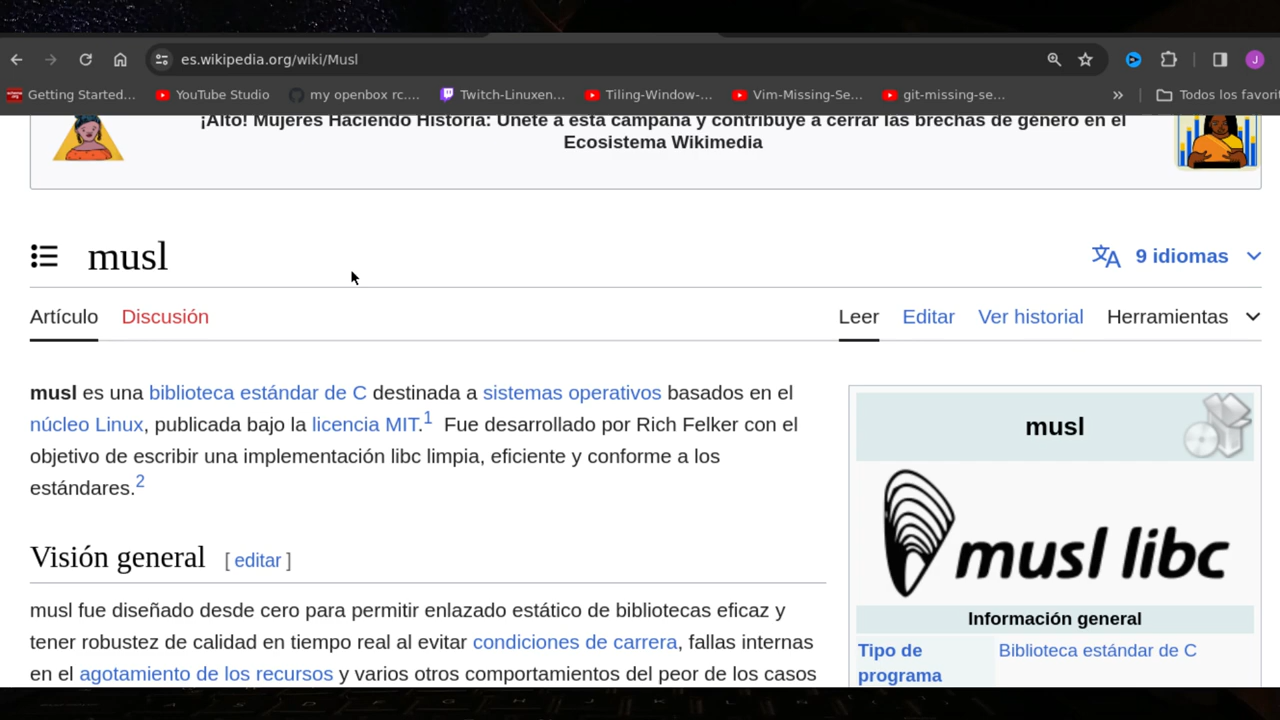 es.wikipedia.org/wiki/Musl
J
Getting Started...
YouTube Studio
my openbox rc....
Twitch-Linuxen...
Tiling-Window-...
Vim-Missing-Se...
git-missing-se...
»
Todos los favori
¡Alto! Mujeres Haciendo Historia: Únete a esta campaña y contribuye a cerrar las brechas de género en el
Ecosistema Wikimedia
musl
9 idiomas
Artículo
Discusión
Leer
Editar
Ver historial
Herramientas
musl es una biblioteca estándar de C destinada a sistemas operativos basados en el
núcleo Linux, publicada bajo la licencia MIT.1 Fue desarrollado por Rich Felker con el
objetivo de escribir una implementación libc limpia, eficiente y conforme a los
estándares.2
Visión general [ editar ]
musl fue diseñado desde cero para permitir enlazado estático de bibliotecas eficaz y
tener robustez de calidad en tiempo real al evitar condiciones de carrera, fallas internas
en el agotamiento de los recursos y varios otros comportamientos del peor de los casos
musl
musl libc
Información general
Tipo de
programa
Biblioteca estándar de C